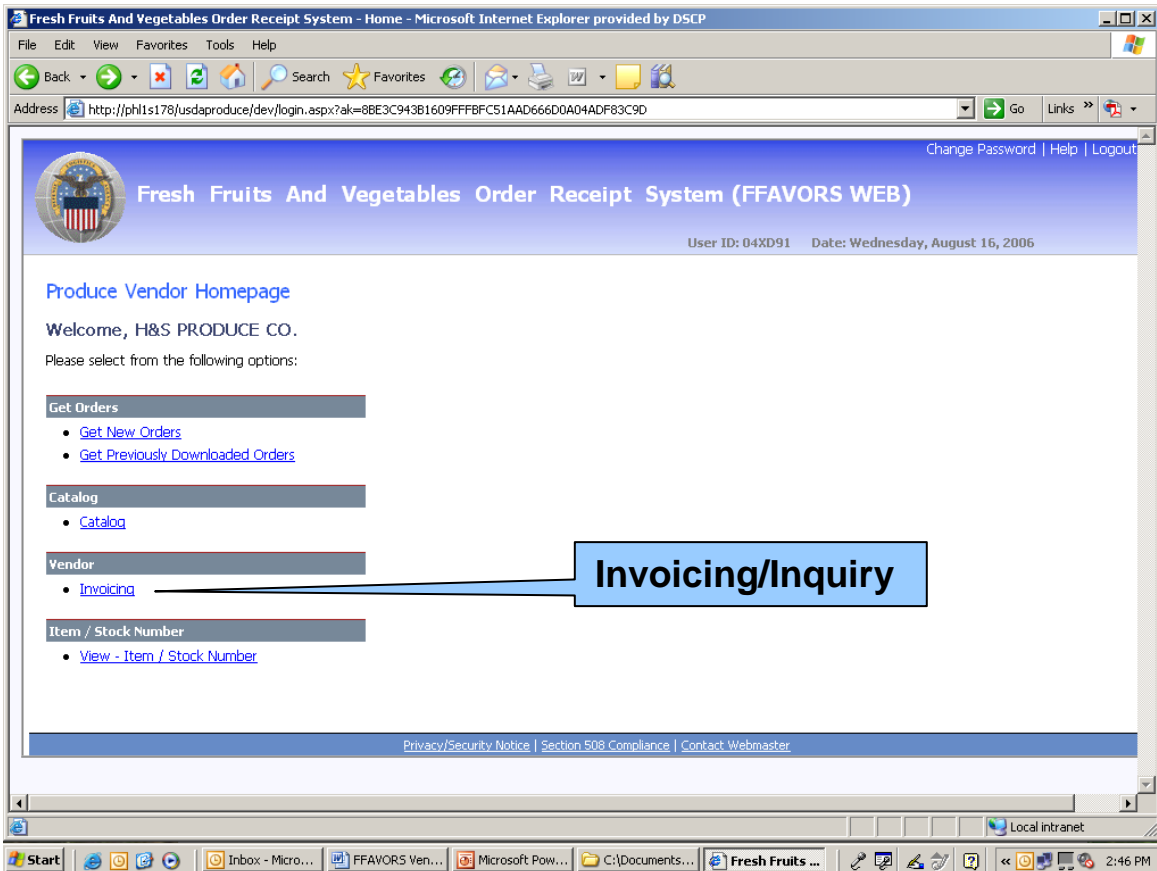 Fresh Fruits And Vegetables Order Receipt System - Home - Microsoft Internet Explorer provided by DSCP
File Edit View Favorites Tools Help
Back Search Favorites
Address http://phl1s178/usdaproduce/dev/login.aspx?ak=8BE3C943B1609FFFBFC51AAD666D0A04ADF83C9D Go Links »
Change Password | Help | Logout
Fresh Fruits And Vegetables Order Receipt System (FFAVORS WEB)
User ID: 04XD91 Date: Wednesday, August 16, 2006
Produce Vendor Homepage
Welcome, H&S PRODUCE CO.
Please select from the following options:
Get Orders
• Get New Orders
• Get Previously Downloaded Orders
Catalog
• Catalog
Vendor
• Invoicing
Invoicing/Inquiry
Item / Stock Number
• View - Item / Stock Number
Privacy/Security Notice | Section 508 Compliance | Contact Webmaster
Local intranet
Start Inbox - Micro... FFAVORS Ven... Microsoft Pow... C:\Documents... Fresh Fruits ... « 2:46 PM